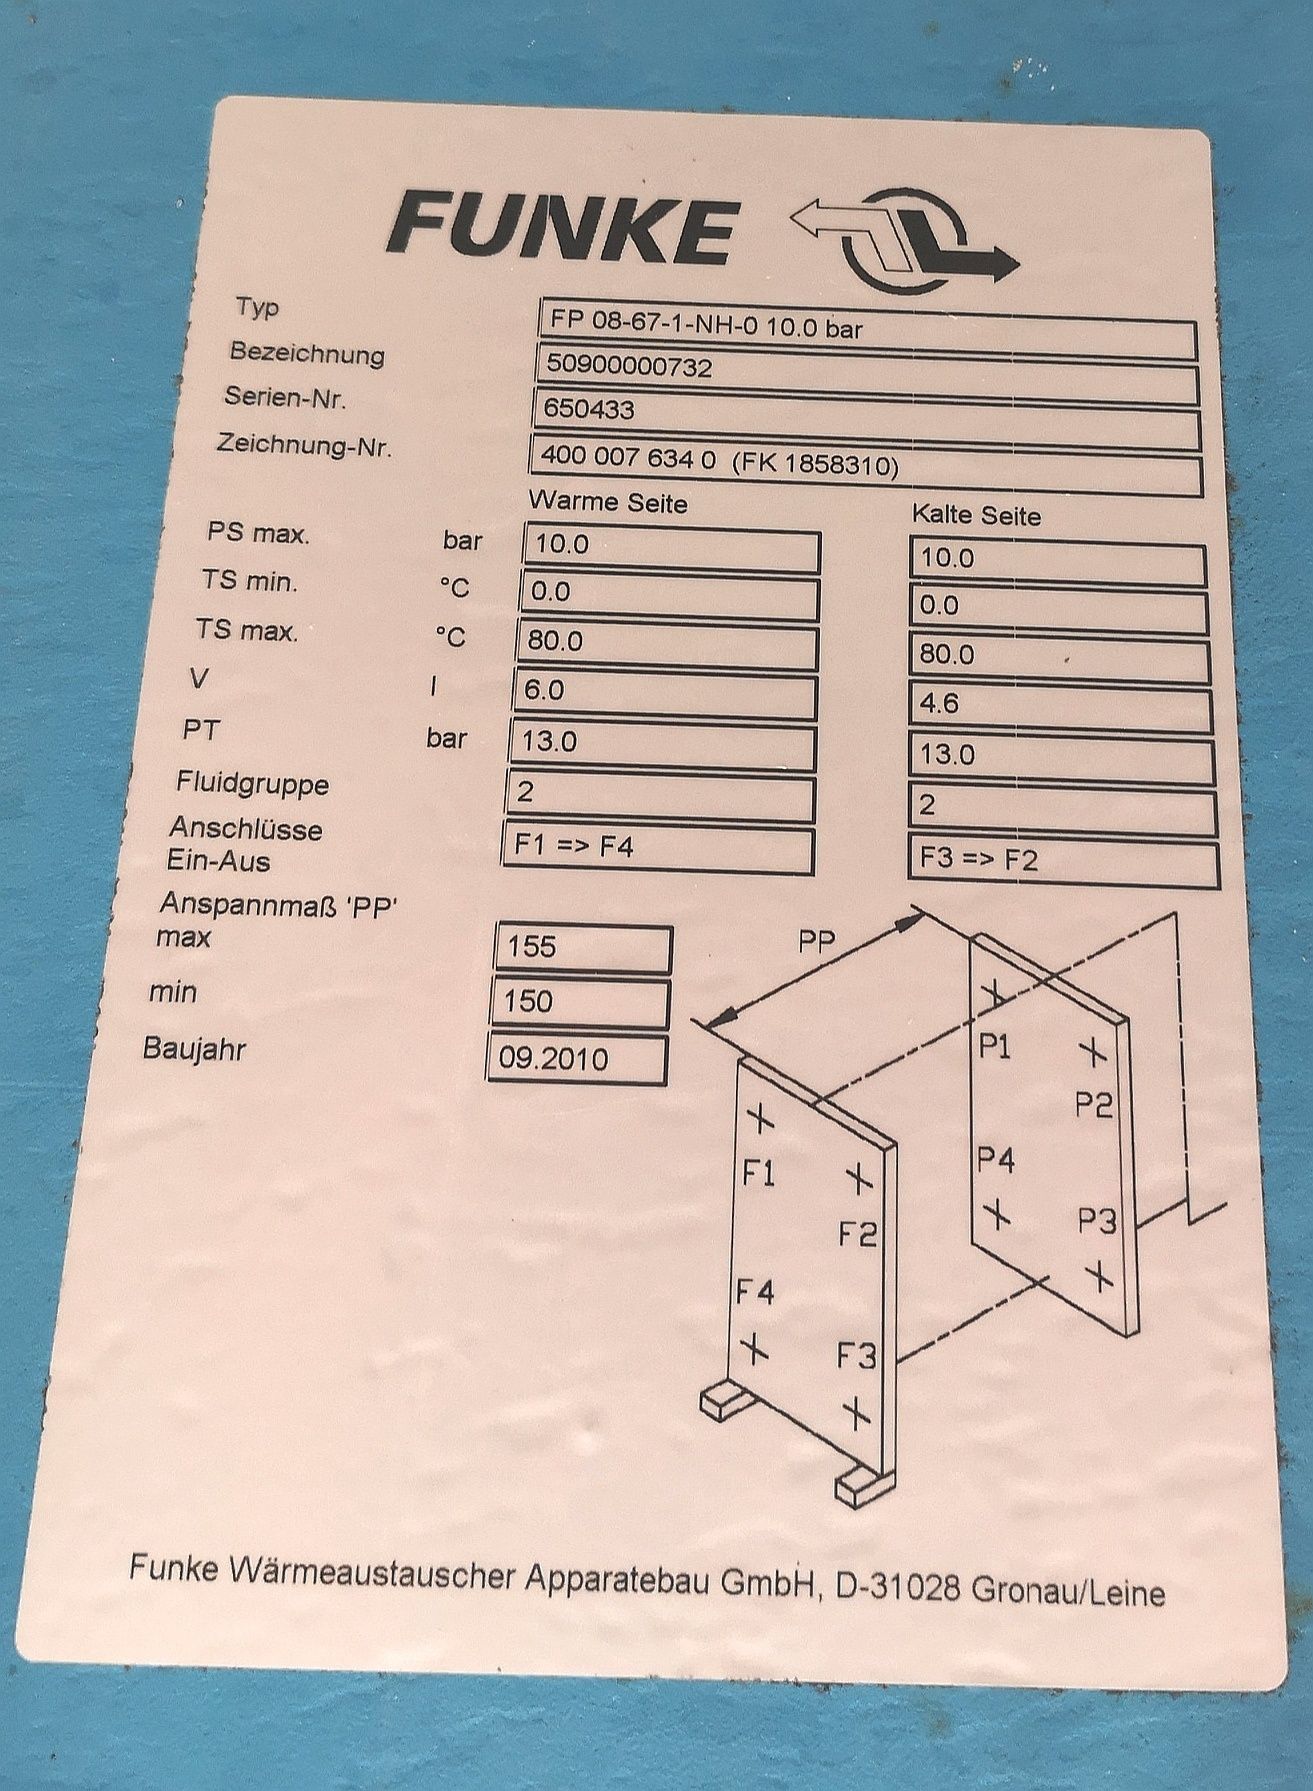 FUNKE
Typ FP 08-67-1-NH-0 10.0 bar
Bezeichnung 50900000732
Serien-Nr. 650433
Zeichnung-Nr. 400 007 634 0 (FK 1858310)
Warme Seite Kalte Seite
PS max. bar 10.0 10.0
TS min. °C 0.0 0.0
TS max. °C 80.0 80.0
V l 6.0 4.6
PT bar 13.0 13.0
Fluidgruppe 2 2
Anschlüsse
Ein-Aus F1 => F4 F3 => F2
Anspannmaß 'PP'
max 155
min 150
Baujahr 09.2010
PP
P1
P2
P4
P3
F1
F2
F4
F3
Funke Wärmeaustauscher Apparatebau GmbH, D-31028 Gronau/Leine